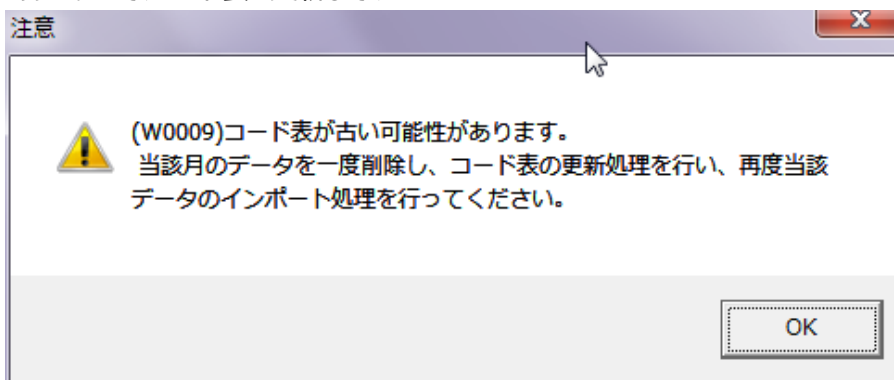 注意
(W0009)コード表が古い可能性があります。
当該月のデータを一度削除し、コード表の更新処理を行い、再度当該
データのインポート処理を行ってください。
OK